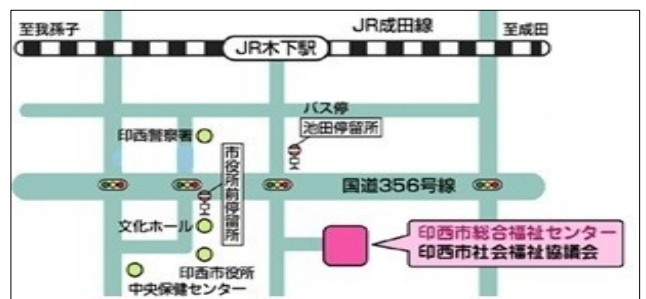 至我孫子
JR成田線
至成田
JR木下駅
バス停
池田停留所
印西警察署
市役所前停留所
国道356号線
文化ホール
印西市総合福祉センター
印西市社会福祉協議会
印西市役所
中央保健センター